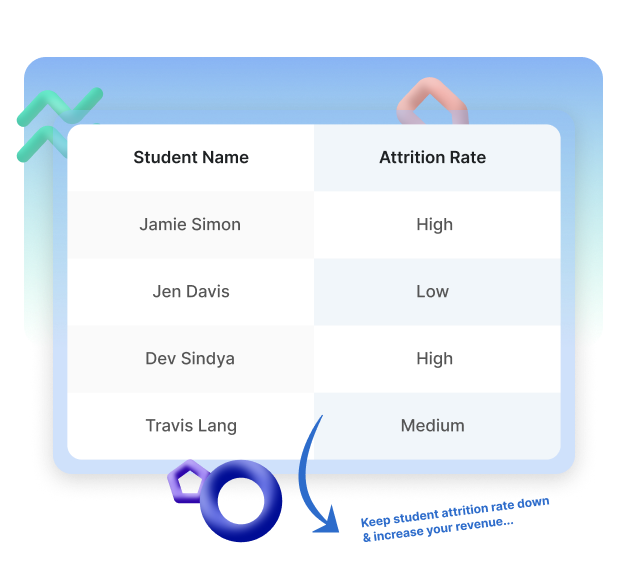 Student Name Attrition Rate
Jamie Simon High
Jen Davis Low
Dev Sindya High
Travis Lang Medium
Keep student attrition rate down
& increase your revenue...